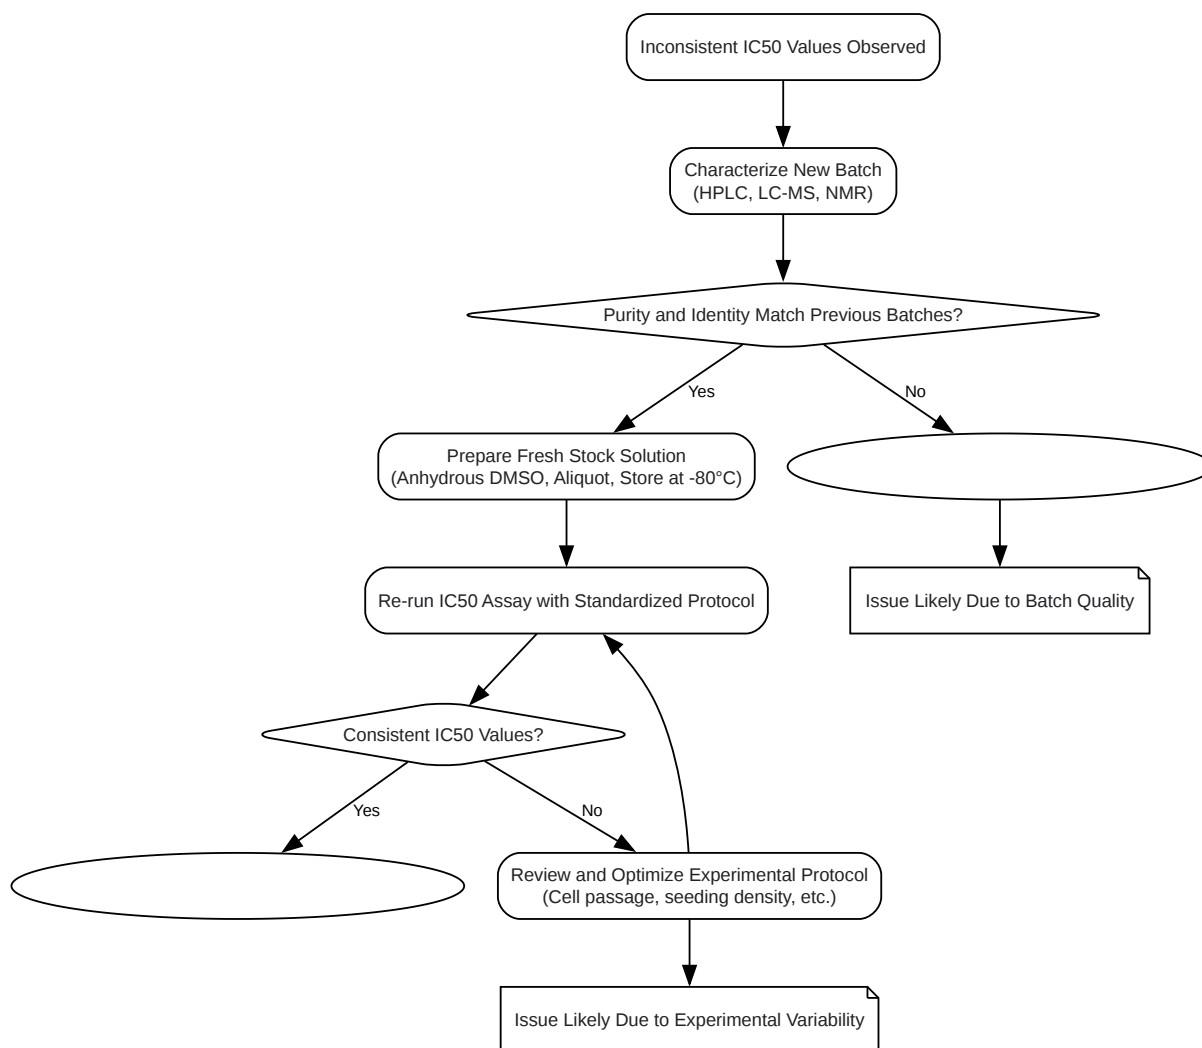 Inconsistent IC50 Values Observed
Characterize New Batch
(HPLC, LC-MS, NMR)
Purity and Identity Match Previous Batches?
Yes
No
Prepare Fresh Stock Solution
(Anhydrous DMSO, Aliquot, Store at -80°C)
Re-run IC50 Assay with Standardized Protocol
Issue Likely Due to Batch Quality
Consistent IC50 Values?
Yes
No
Review and Optimize Experimental Protocol
(Cell passage, seeding density, etc.)
Issue Likely Due to Experimental Variability